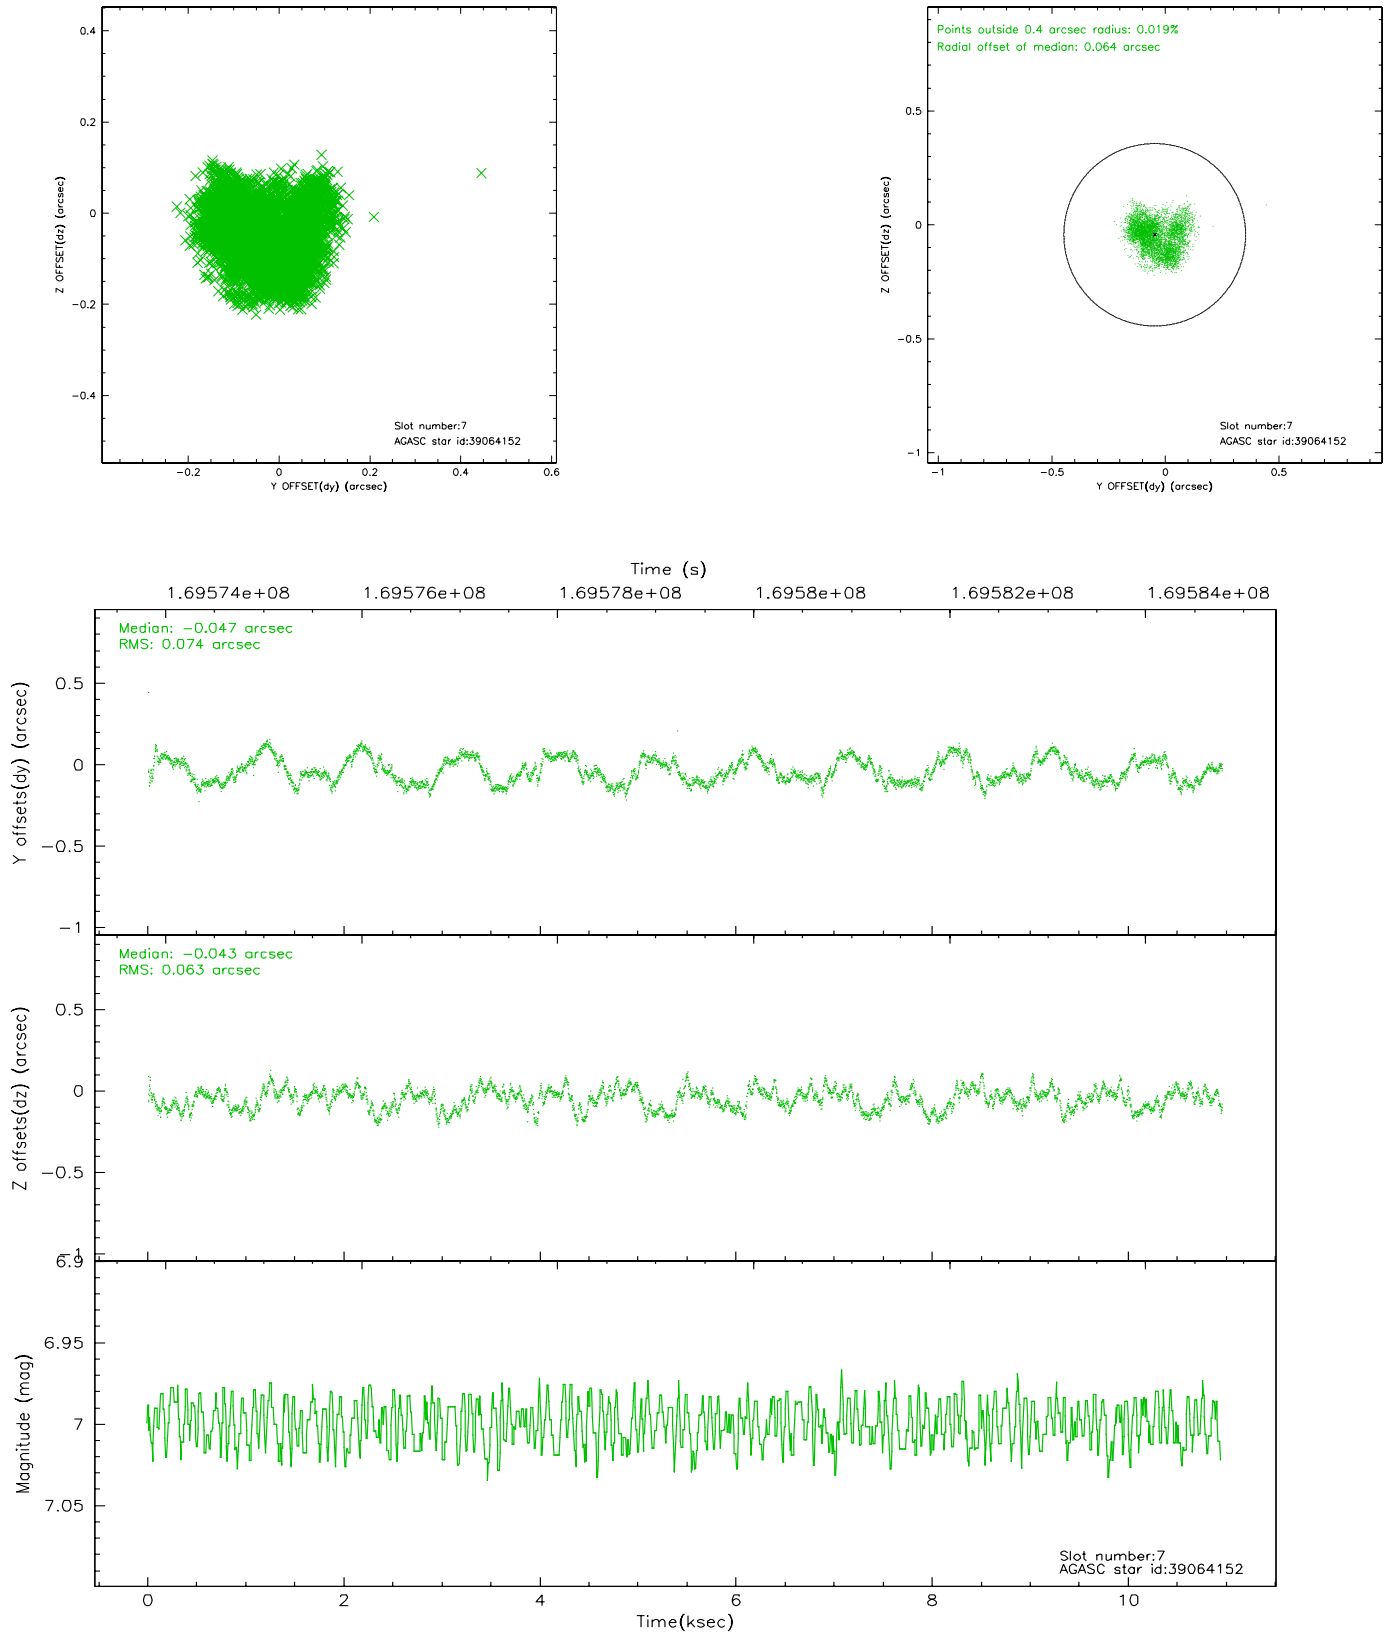 0.4
0.2
0
−0.2
−0.4
Z OFFSET(dz) (arcsec)
Slot number:7
AGASC star id:39064152
−0.2 0 0.2 0.4 0.6
Y OFFSET(dy) (arcsec)
Points outside 0.4 arcsec radius: 0.019%
Radial offset of median: 0.064 arcsec
0.5
0
−0.5
−1
Z OFFSET(dz) (arcsec)
Slot number:7
AGASC star id:39064152
−1 −0.5 0 0.5
Y OFFSET(dy) (arcsec)
Time (s)
1.69574e+08 1.69576e+08 1.69578e+08 1.6958e+08 1.69582e+08 1.69584e+08
Median: −0.047 arcsec
RMS: 0.074 arcsec
0.5
0
−0.5
−1
Y offsets(dy) (arcsec)
Median: −0.043 arcsec
RMS: 0.063 arcsec
0.5
0
−0.5
−1
Z offsets(dz) (arcsec)
6.9
6.95
7
7.05
Magnitude (mag)
Slot number:7
AGASC star id:39064152
0 2 4 6 8 10
Time(ksec)